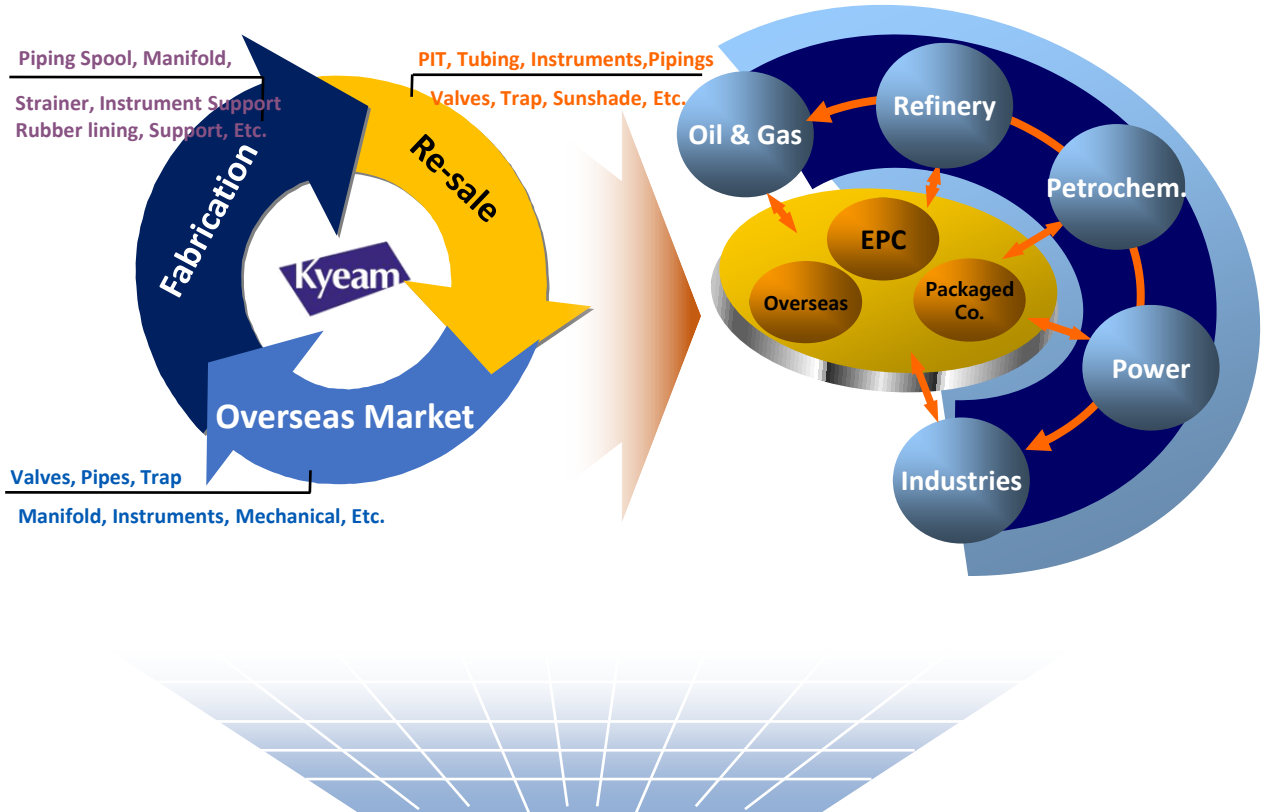 Piping Spool, Manifold,
Strainer, Instrument Support
Rubber lining, Support, Etc.
PIT, Tubing, Instruments,Pipings
Valves, Trap, Sunshade, Etc.
Fabrication
Re-sale
Kyeam
Overseas Market
Valves, Pipes, Trap
Manifold, Instruments, Mechanical, Etc.
Oil & Gas
Refinery
Petrochem.
EPC
Overseas
Packaged
Co.
Power
Industries